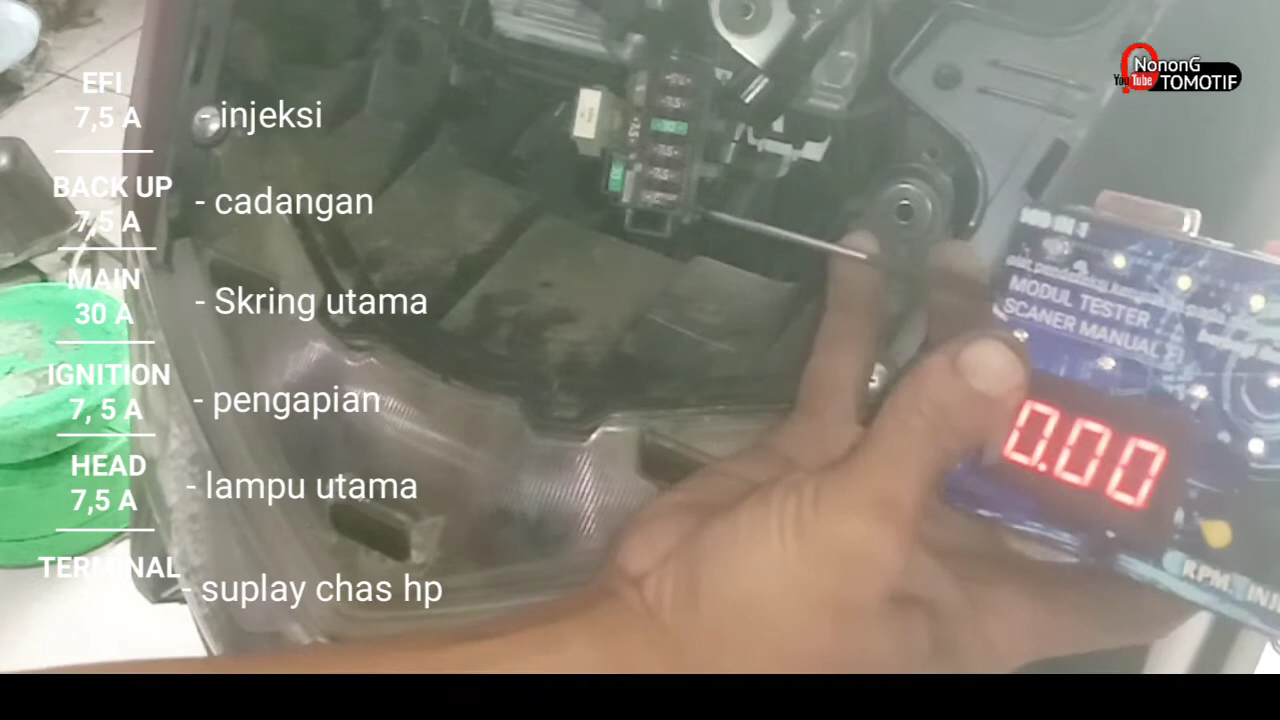 EFI
7,5 A
- injeksi
BACK UP
7,5 A
- cadangan
MAIN
30 A
- Skring utama
IGNITION
7, 5 A
- pengapian
HEAD
7,5 A
- lampu utama
TERMINAL
- suplay chas hp
NononG
YouTube TOMOTIF
MODUL TESTER
SCANER MANUAL
0.00
RPM